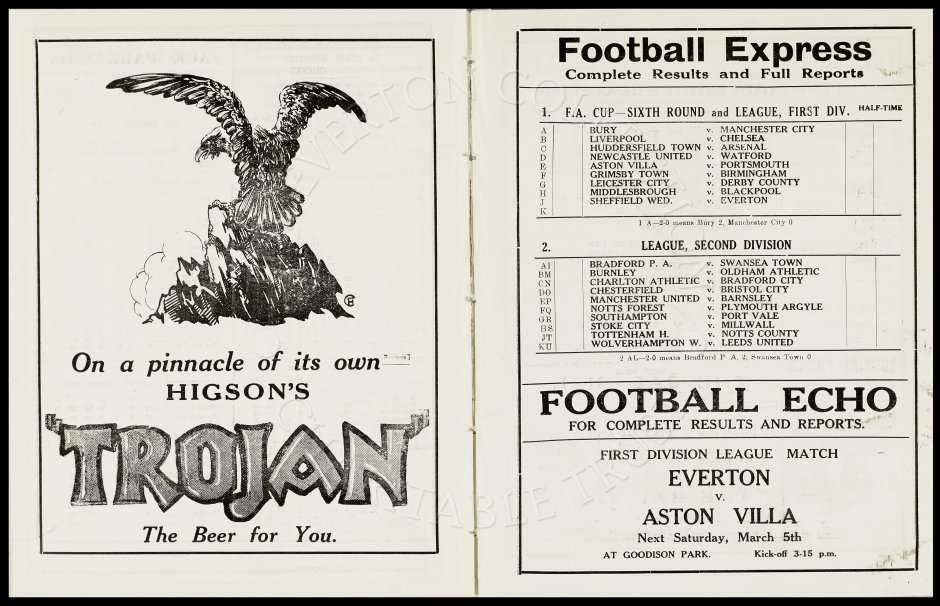 On a pinnacle of its own
HIGSON'S
"TROJAN"
The Beer for You.
Football Express
Complete Results and Full Reports
1. F.A. CUP—SIXTH ROUND and LEAGUE, FIRST DIV. HALF-TIME
A BURY v. MANCHESTER CITY
B LIVERPOOL v. CHELSEA
C HUDDERSFIELD TOWN v. ARSENAL
D NEWCASTLE UNITED v. WATFORD
E ASTON VILLA v. PORTSMOUTH
F GRIMSBY TOWN v. BIRMINGHAM
G LEICESTER CITY v. DERBY COUNTY
H MIDDLESBROUGH v. BLACKPOOL
J SHEFFIELD WED. v. EVERTON
K
1 A—2-0 means Bury 2, Manchester City 0
2. LEAGUE, SECOND DIVISION
AI BRADFORD P. A. v. SWANSEA TOWN
BM BURNLEY v. OLDHAM ATHLETIC
CN CHARLTON ATHLETIC v. BRADFORD CITY
DO CHESTERFIELD v. BRISTOL CITY
EP MANCHESTER UNITED v. BARNSLEY
FQ NOTTS FOREST v. PLYMOUTH ARGYLE
GR SOUTHAMPTON v. PORT VALE
HS STOKE CITY v. MILLWALL
JT TOTTENHAM H. v. NOTTS COUNTY
KU WOLVERHAMPTON W. v. LEEDS UNITED
2 AL—2-0 means Bradford P A. 2, Swansea Town 0
FOOTBALL ECHO
FOR COMPLETE RESULTS AND REPORTS.
FIRST DIVISION LEAGUE MATCH
EVERTON
v.
ASTON VILLA
Next Saturday, March 5th
AT GOODISON PARK. Kick-off 3-15 p.m.